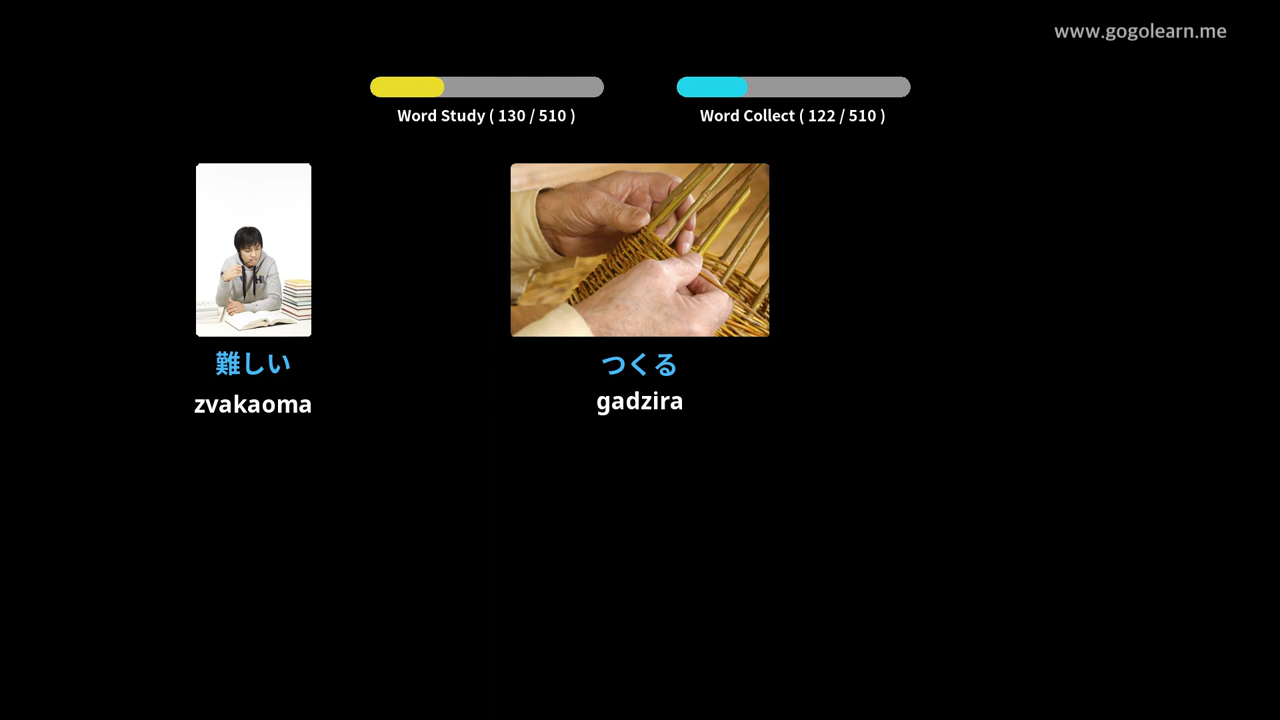 www.gogolearn.me
Word Study ( 130 / 510 )
Word Collect ( 122 / 510 )
難しい
zvakaoma
つくる
gadzira